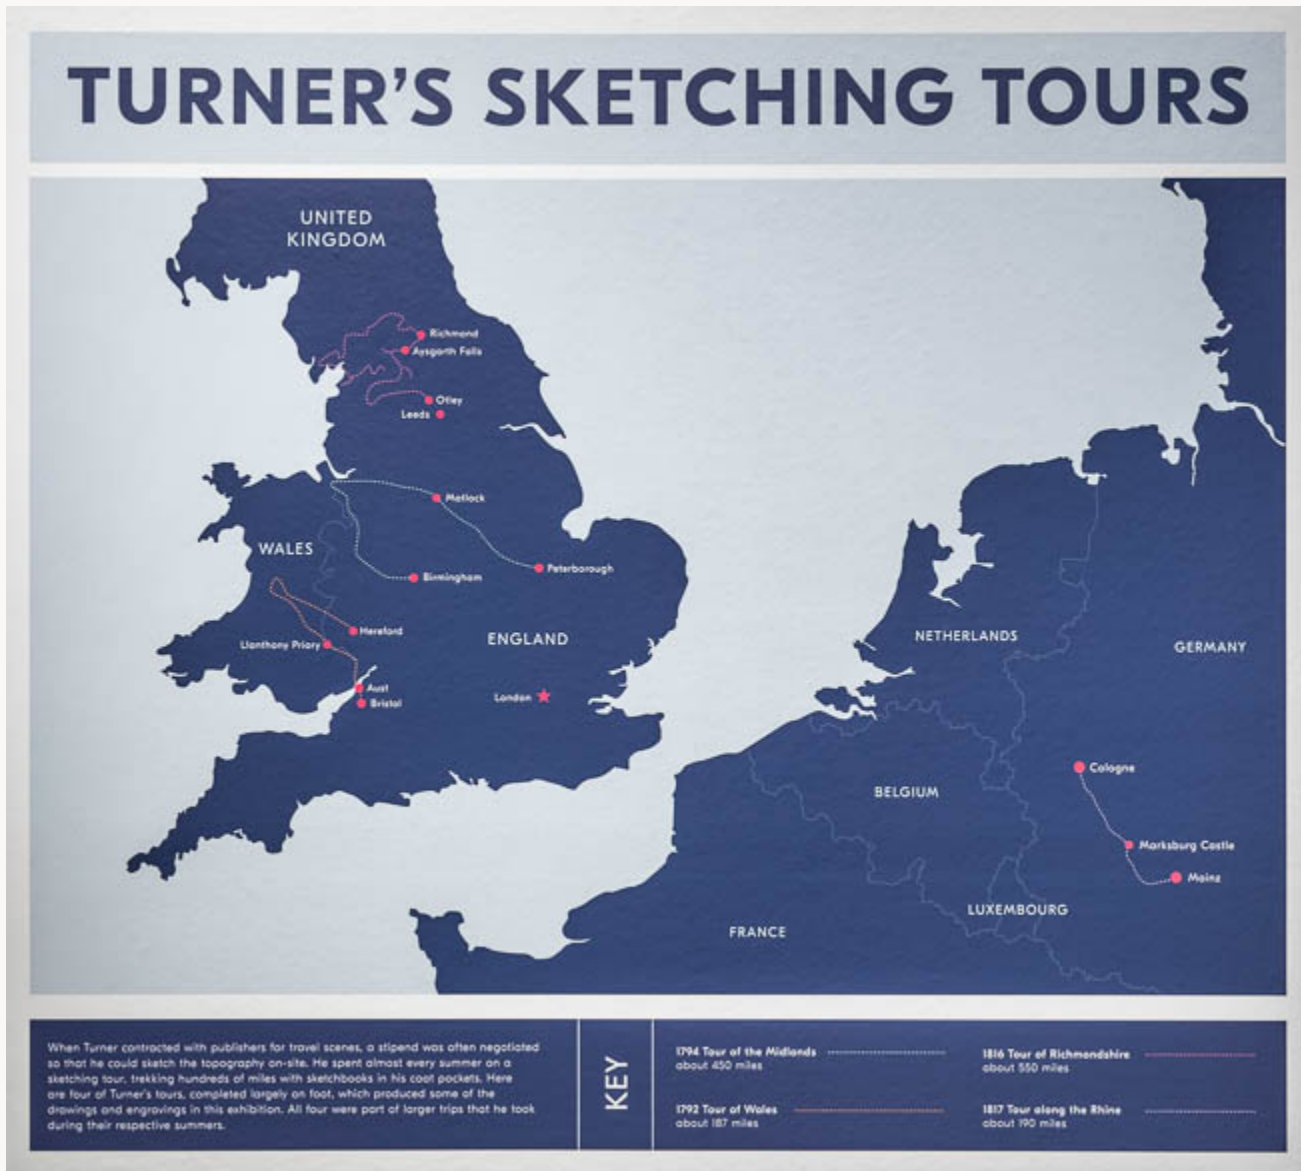 TURNER'S SKETCHING TOURS
UNITED
KINGDOM
Richmond
Aysgarth Falls
Otley
Leeds
Matlock
WALES
Birmingham
Peterborough
Hereford
ENGLAND
Llanthony Priory
NETHERLANDS
GERMANY
Aust
London
Bristol
Cologne
BELGIUM
Marksburg Castle
Mainz
LUXEMBOURG
FRANCE
When Turner contracted with publishers for travel scenes, a stipend was often negotiated
so that he could sketch the topography on-site. He spent almost every summer on a
sketching tour, trekking hundreds of miles with sketchbooks in his coat pockets. Here
are four of Turner's tours, completed largely on foot, which produced some of the
drawings and engravings in this exhibition. All four were part of larger trips that he took
during their respective summers.
KEY
1794 Tour of the Midlands
about 450 miles
1792 Tour of Wales
about 187 miles
1816 Tour of Richmondshire
about 550 miles
1817 Tour along the Rhine
about 190 miles